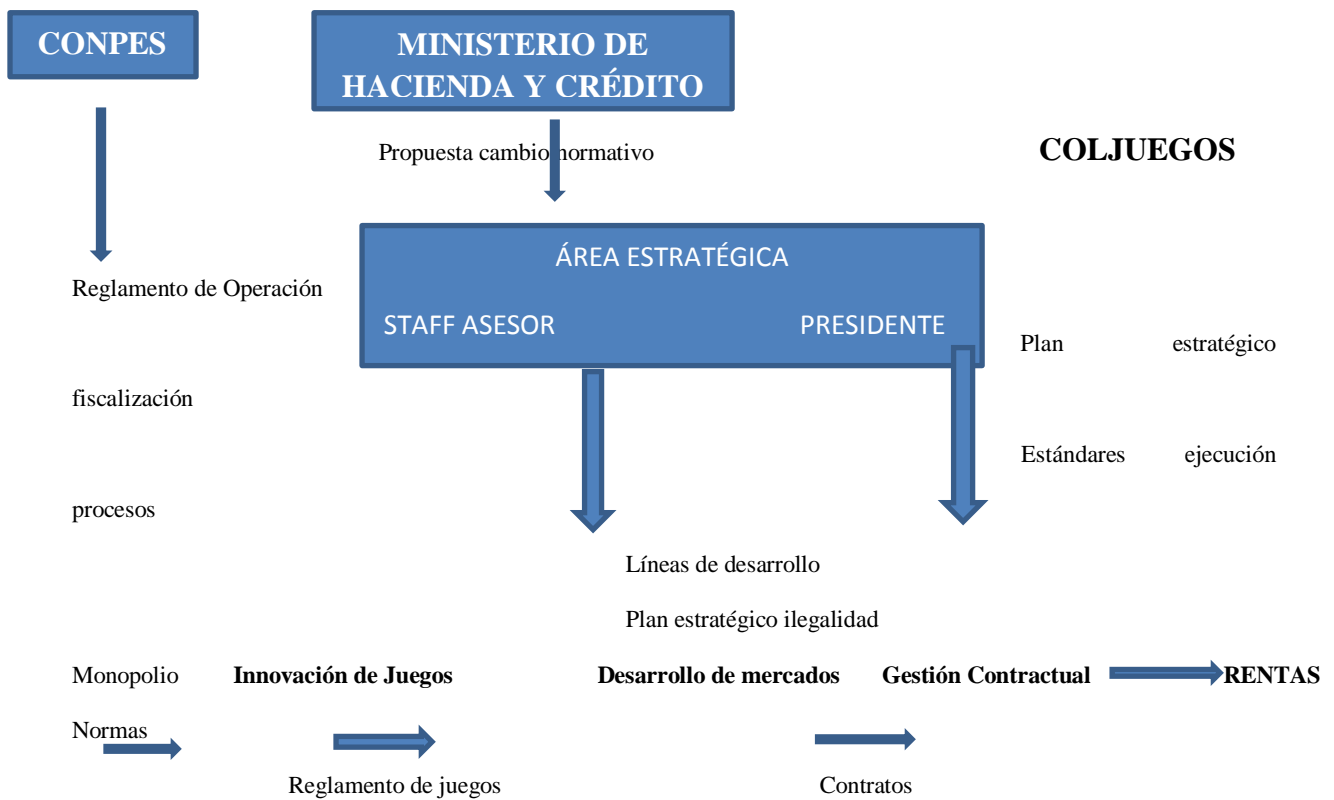 CONPES
MINISTERIO DE
HACIENDA Y CRÉDITO
Propuesta cambio normativo
COLJUEGOS
ÁREA ESTRATÉGICA
Reglamento de Operación
STAFF ASESOR PRESIDENTE
Plan estratégico
fiscalización
Estándares ejecución
procesos
Líneas de desarrollo
Plan estratégico ilegalidad
Monopolio Innovación de Juegos Desarrollo de mercados Gestión Contractual RENTAS
Normas
Reglamento de juegos Contratos